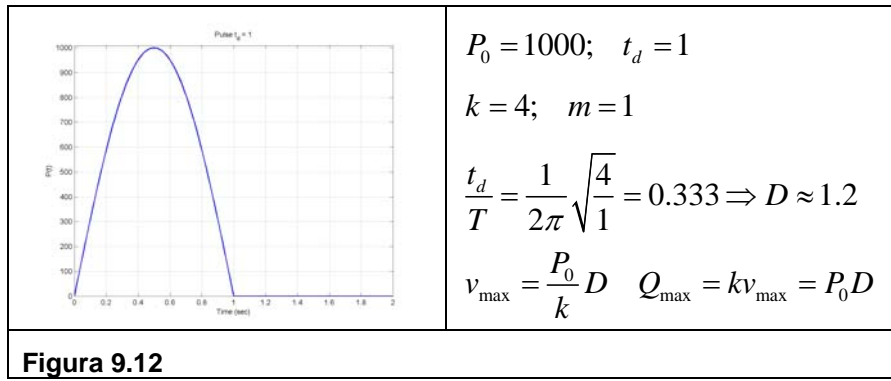 Pulse t_d = 1
1000
900
800
700
600
500
400
300
200
100
0
P(t)
0 0.2 0.4 0.6 0.8 1 1.2 1.4 1.6 1.8 2
Time (sec)
P_0 = 1000; t_d = 1
k = 4; m = 1
t_d/T = 1/2π √(4/1) = 0.333 ⇒ D ≈ 1.2
v_max = P_0/k D Q_max = kv_max = P_0D
Figura 9.12